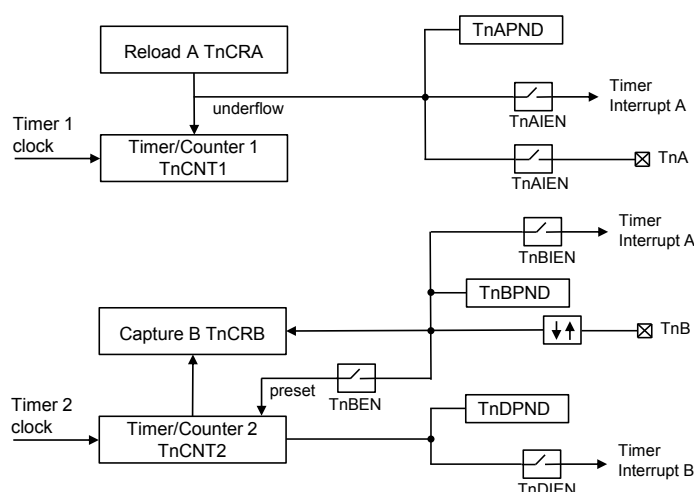 TnAPND
Reload A TnCRA
underflow
Timer
Interrupt A
TnAIEN
Timer 1
clock
Timer/Counter 1
TnCNT1
TnA
TnAIEN
Timer
Interrupt A
TnBIEN
TnBPND
Capture B TnCRB
TnB
preset
TnBEN
Timer 2
clock
Timer/Counter 2
TnCNT2
TnDPND
Timer
Interrupt B
TnDIEN